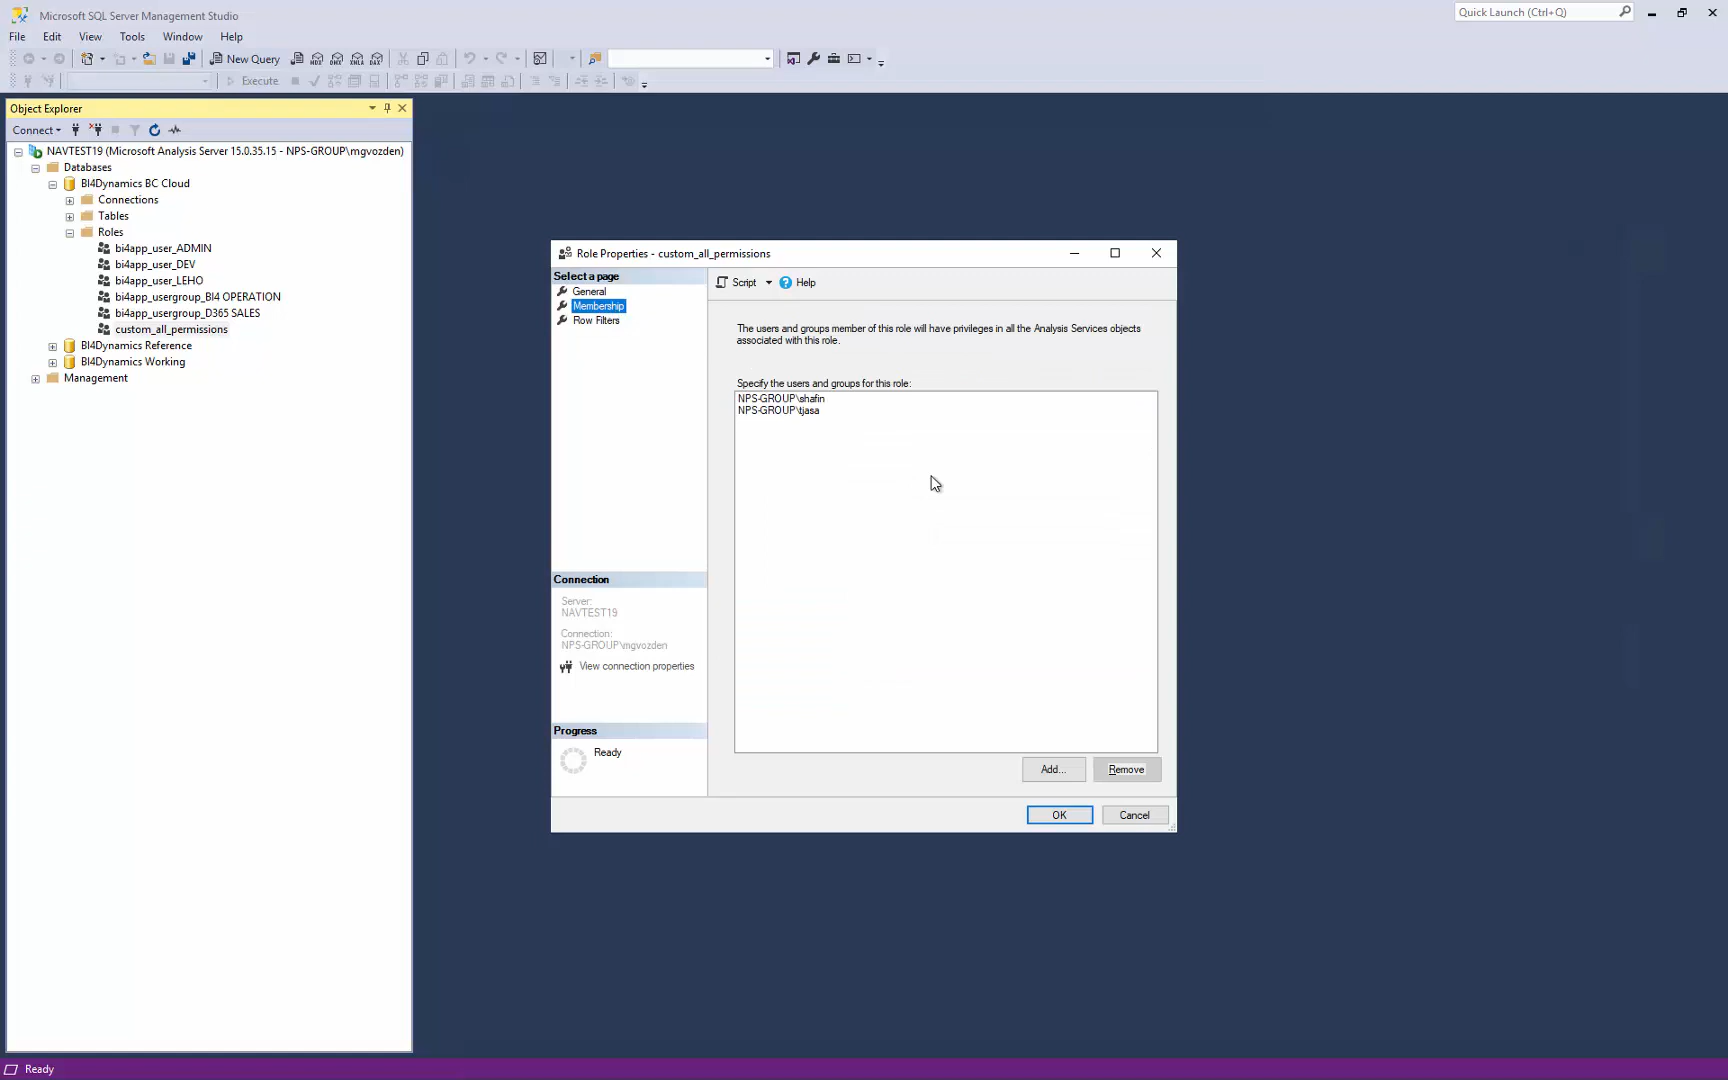 Microsoft SQL Server Management Studio
Quick Launch (Ctrl+Q)
File Edit View Tools Window Help
New Query
MDX DMX XMLA DAX
Execute
Object Explorer
Connect
NAVTEST19 (Microsoft Analysis Server 15.0.35.15 - NPS-GROUP\mgvozden)
Databases
BI4Dynamics BC Cloud
Connections
Tables
Roles
bi4app_user_ADMIN
bi4app_user_DEV
bi4app_user_LEHO
bi4app_usergroup_BI4 OPERATION
bi4app_usergroup_D365 SALES
custom_all_permissions
BI4Dynamics Reference
BI4Dynamics Working
Management
Role Properties - custom_all_permissions
Select a page
General
Membership
Row Filters
Script
Help
The users and groups member of this role will have privileges in all the Analysis Services objects
associated with this role.
Specify the users and groups for this role:
NPS-GROUP\shafin
NPS-GROUP\tjasa
Connection
Server:
NAVTEST19
Connection:
NPS-GROUP\mgvozden
View connection properties
Progress
Ready
Add...
Remove
OK
Cancel
Ready